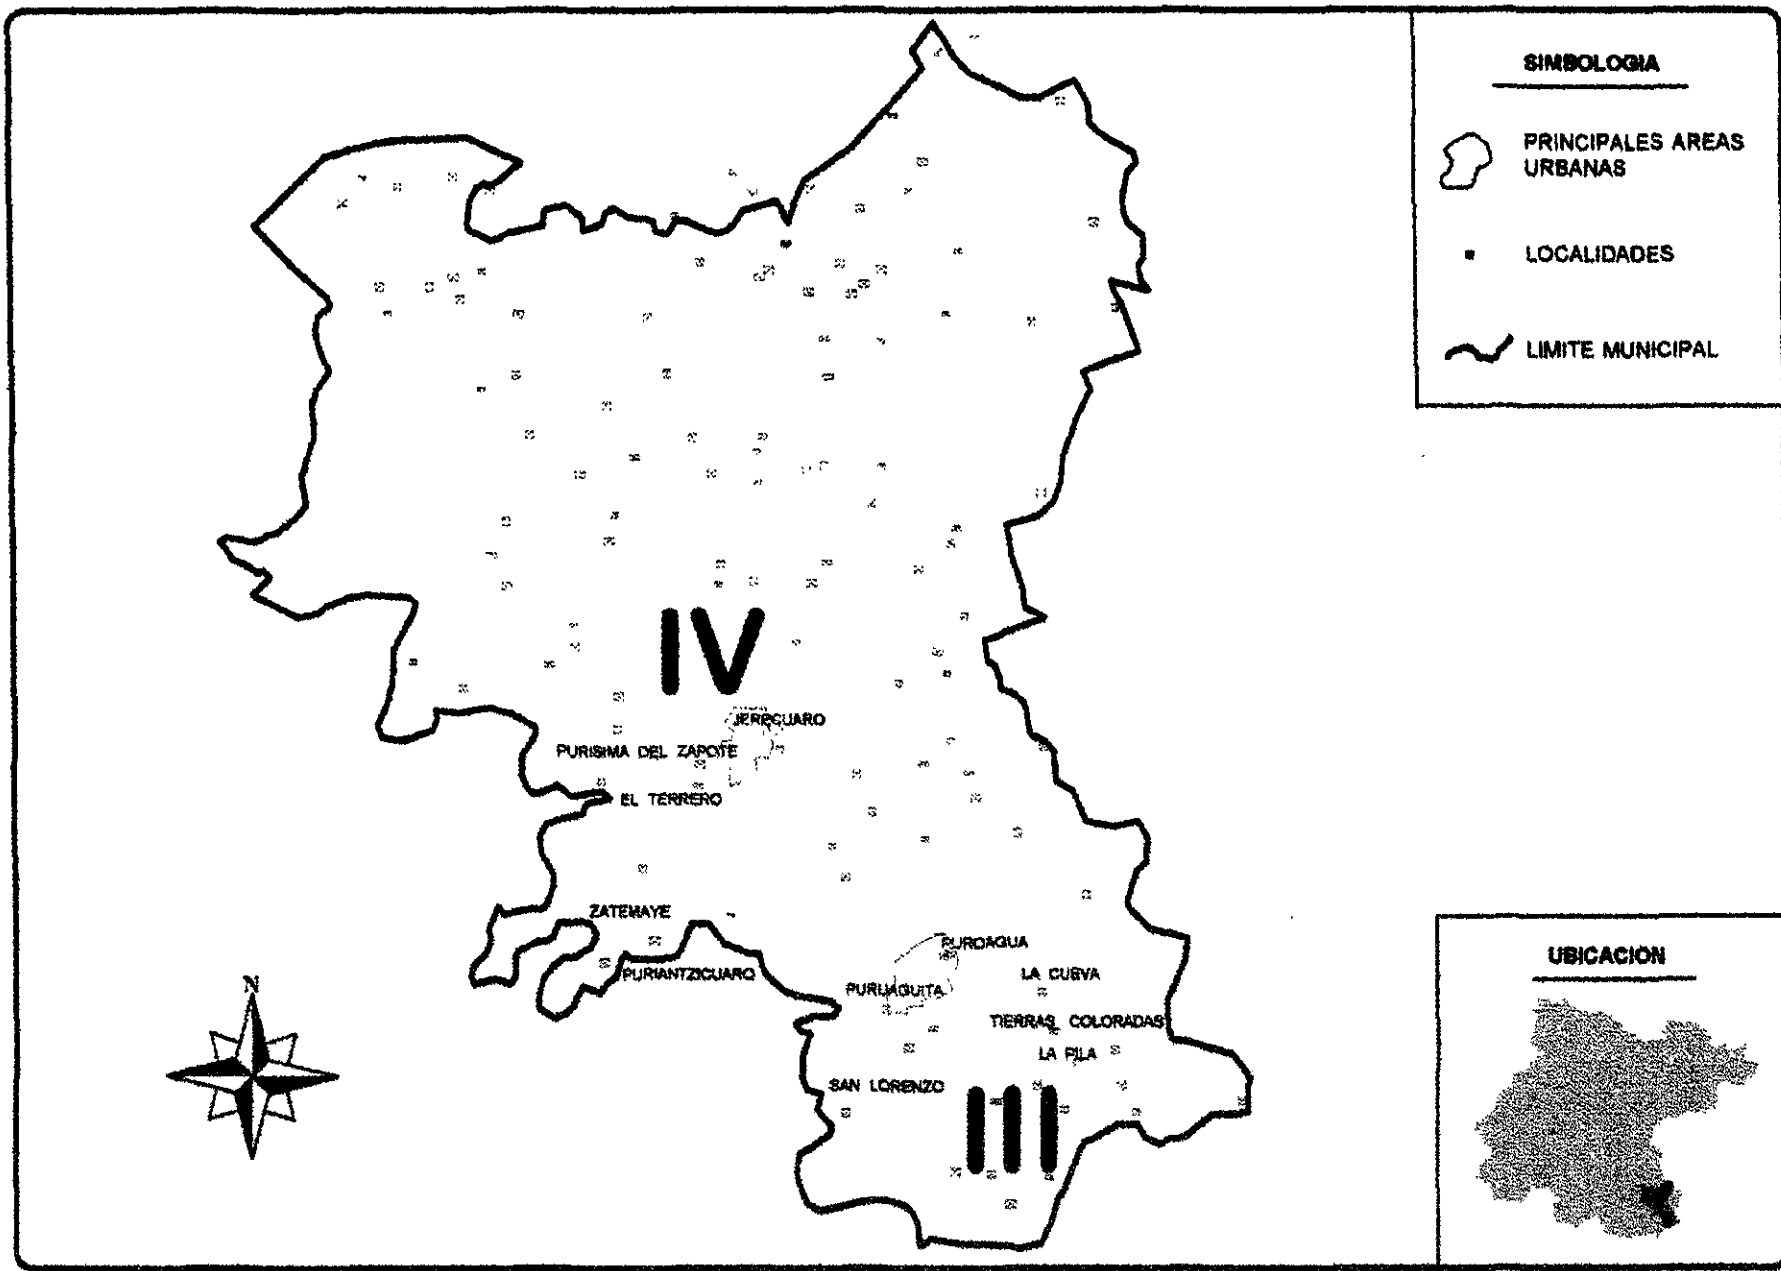 SIMBOLOGIA
PRINCIPALES AREAS
URBANAS
LOCALIDADES
LIMITE MUNICIPAL
IV
JERECUARO
PURISIMA DEL ZAPOTE
EL TERRERO
ZATEMAYE
PURIANTZICUARO
PUROAGUA
PURUAGUITA
LA CUEVA
TIERRAS COLORADAS
LA PILA
SAN LORENZO
III
N
UBICACION